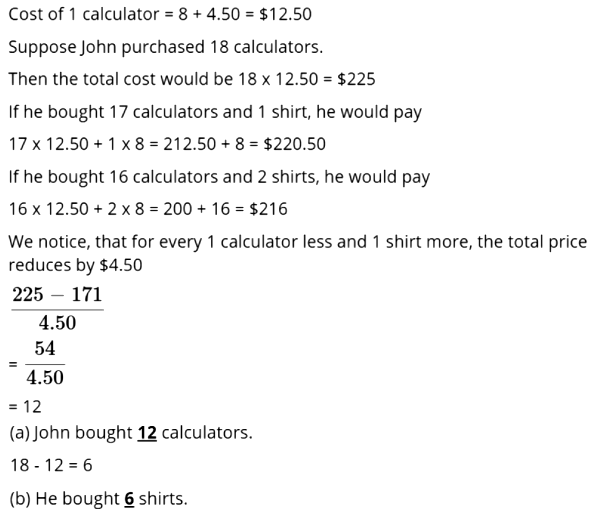 Cost of 1 calculator = 8 + 4.50 = $12.50
Suppose John purchased 18 calculators.
Then the total cost would be 18 x 12.50 = $225
If he bought 17 calculators and 1 shirt, he would pay
17 x 12.50 + 1 x 8 = 212.50 + 8 = $220.50
If he bought 16 calculators and 2 shirts, he would pay
16 x 12.50 + 2 x 8 = 200 + 16 = $216
We notice, that for every 1 calculator less and 1 shirt more, the total price
reduces by $4.50
225 − 171
4.50
= 54
4.50
= 12
(a) John bought 12 calculators.
18 - 12 = 6
(b) He bought 6 shirts.